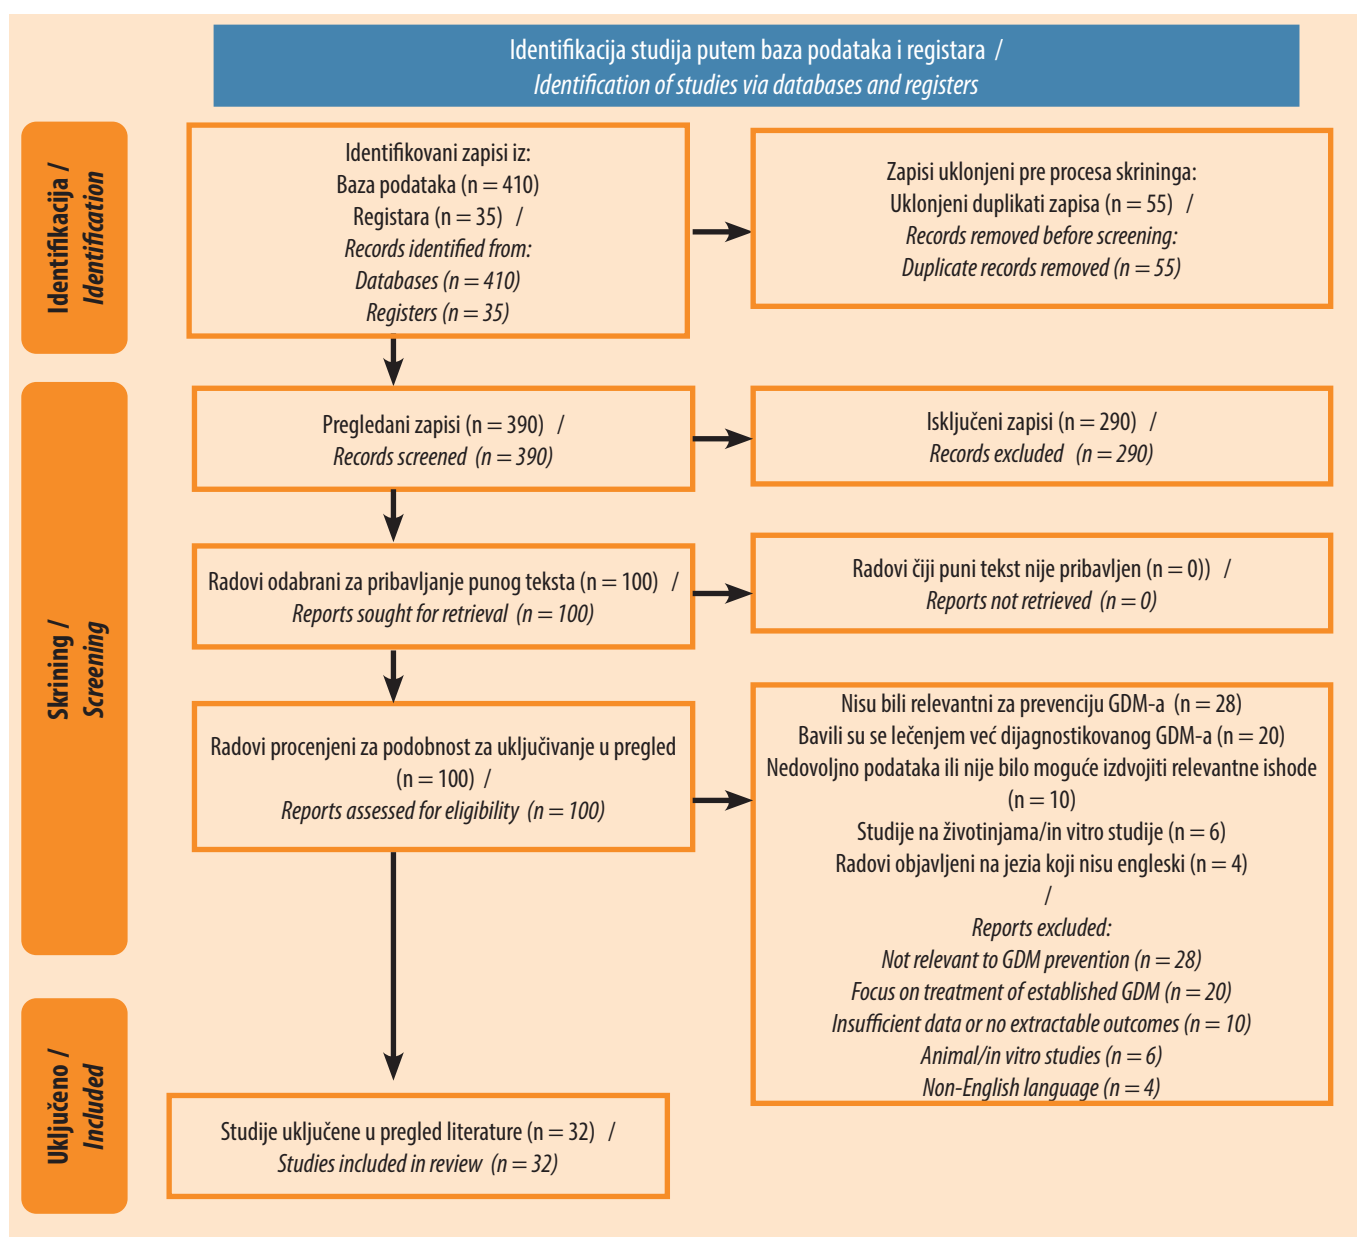 Identifikacija studija putem baza podataka i registara /
Identification of studies via databases and registers
Identifikacija /
Identification
Identifikovani zapisi iz:
Baza podataka (n = 410)
Registara (n = 35) /
Records identified from:
Databases (n = 410)
Registers (n = 35)
Zapisi uklonjeni pre procesa skrininga:
Uklonjeni duplikati zapisa (n = 55) /
Records removed before screening:
Duplicate records removed (n = 55)
Skrining /
Screening
Pregledani zapisi (n = 390) /
Records screened (n = 390)
Isključeni zapisi (n = 290) /
Records excluded (n = 290)
Radovi odabrani za pribavljanje punog teksta (n = 100) /
Reports sought for retrieval (n = 100)
Radovi čiji puni tekst nije pribavljen (n = 0)) /
Reports not retrieved (n = 0)
Radovi procenjeni za podobnost za uključivanje u pregled
(n = 100) /
Reports assessed for eligibility (n = 100)
Nisu bili relevantni za prevenciju GDM-a (n = 28)
Bavili su se lečenjem već dijagnostikovanog GDM-a (n = 20)
Nedovoljno podataka ili nije bilo moguće izdvojiti relevantne ishode
(n = 10)
Studije na životinjama/in vitro studije (n = 6)
Radovi objavljeni na jezia koji nisu engleski (n = 4)
/
Reports excluded:
Not relevant to GDM prevention (n = 28)
Focus on treatment of established GDM (n = 20)
Insufficient data or no extractable outcomes (n = 10)
Animal/in vitro studies (n = 6)
Non-English language (n = 4)
Uključeno /
Included
Studije uključene u pregled literature (n = 32) /
Studies included in review (n = 32)